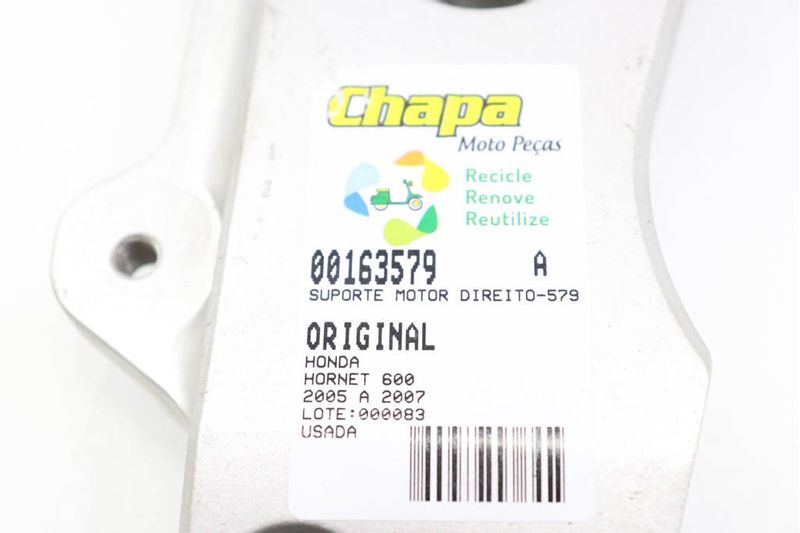 Chapa
Moto Peças
Recicle
Renove
Reutilize
00163579 A
SUPORTE MOTOR DIREITO-579
ORIGINAL
HONDA
HORNET 600
2005 A 2007
LOTE:000083
USADA